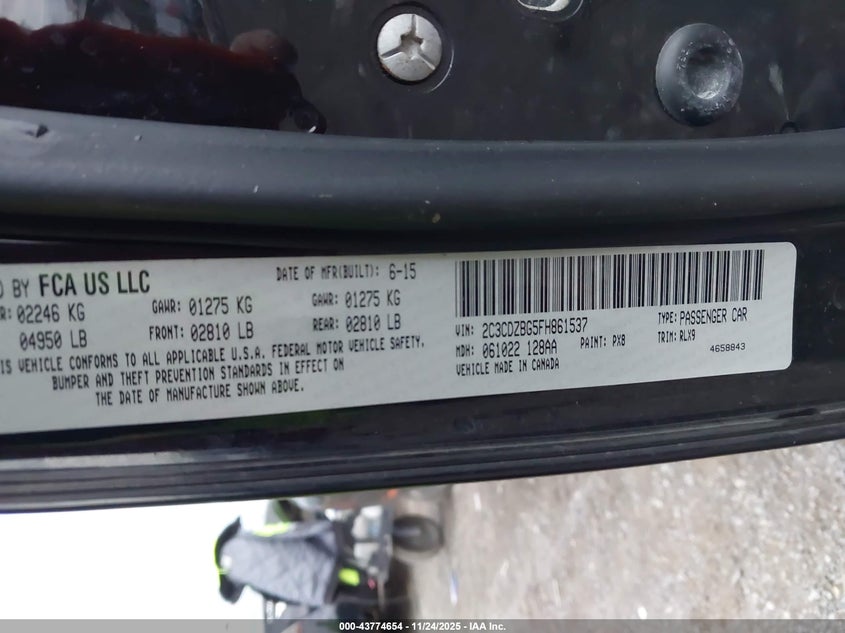 D BY FCA US LLC
DATE OF MFR(BUILT): 6-15
R: 02246 KG
04950 LB
GAWR: 01275 KG
FRONT: 02810 LB
GAWR: 01275 KG
REAR: 02810 LB
IS VEHICLE CONFORMS TO ALL APPLICABLE U.S.A. FEDERAL MOTOR VEHICLE SAFETY,
BUMPER AND THEFT PREVENTION STANDARDS IN EFFECT ON
THE DATE OF MANUFACTURE SHOWN ABOVE.
VIN: 2C3CDZBG5FH861537
TYPE: PASSENGER CAR
MDH: 061022 128AA
PAINT: PX8
TRIM: RLX9
VEHICLE MADE IN CANADA
4658843
000-43774654 - 11/24/2025 - IAA Inc.